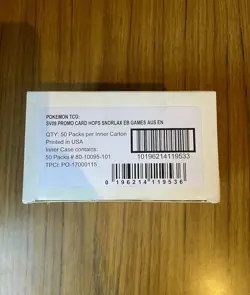 POKEMON TCG:
SV09 PROMO CARD HOPS SNORLAX EB GAMES AUS EN
QTY: 50 Packs per Inner Carton
Printed in USA
Inner Case contains:
50 Packs # 80-10095-101
TPCI: PO-17000115
10196214119533
0 196214 119536